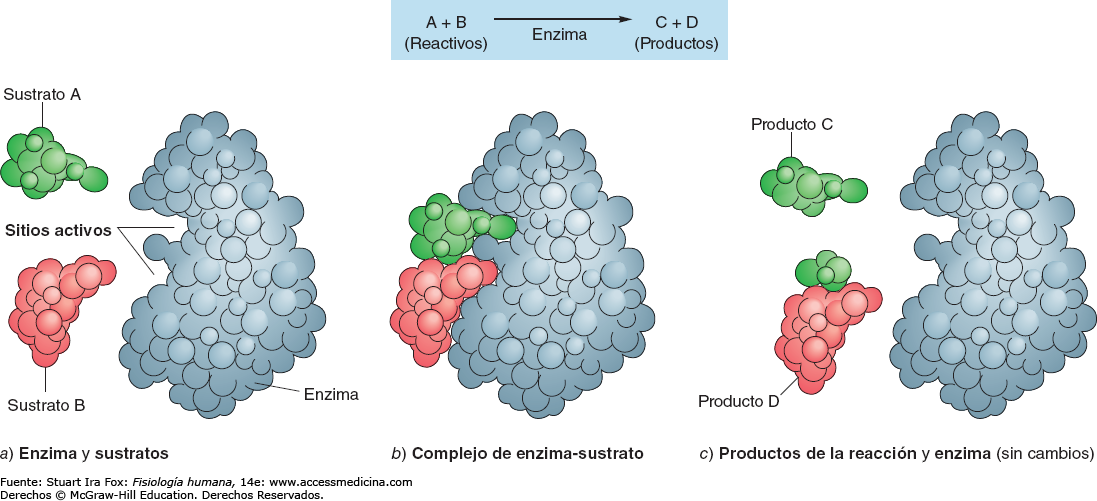 A + B
(Reactivos)
Enzima
C + D
(Productos)
Sustrato A
Sitios activos
Sustrato B
Enzima
Producto C
Producto D
a) Enzima y sustratos
b) Complejo de enzima-sustrato
c) Productos de la reacción y enzima (sin cambios)
Fuente: Stuart Ira Fox: Fisiología humana, 14e: www.accessmedicina.com
Derechos © McGraw-Hill Education. Derechos Reservados.